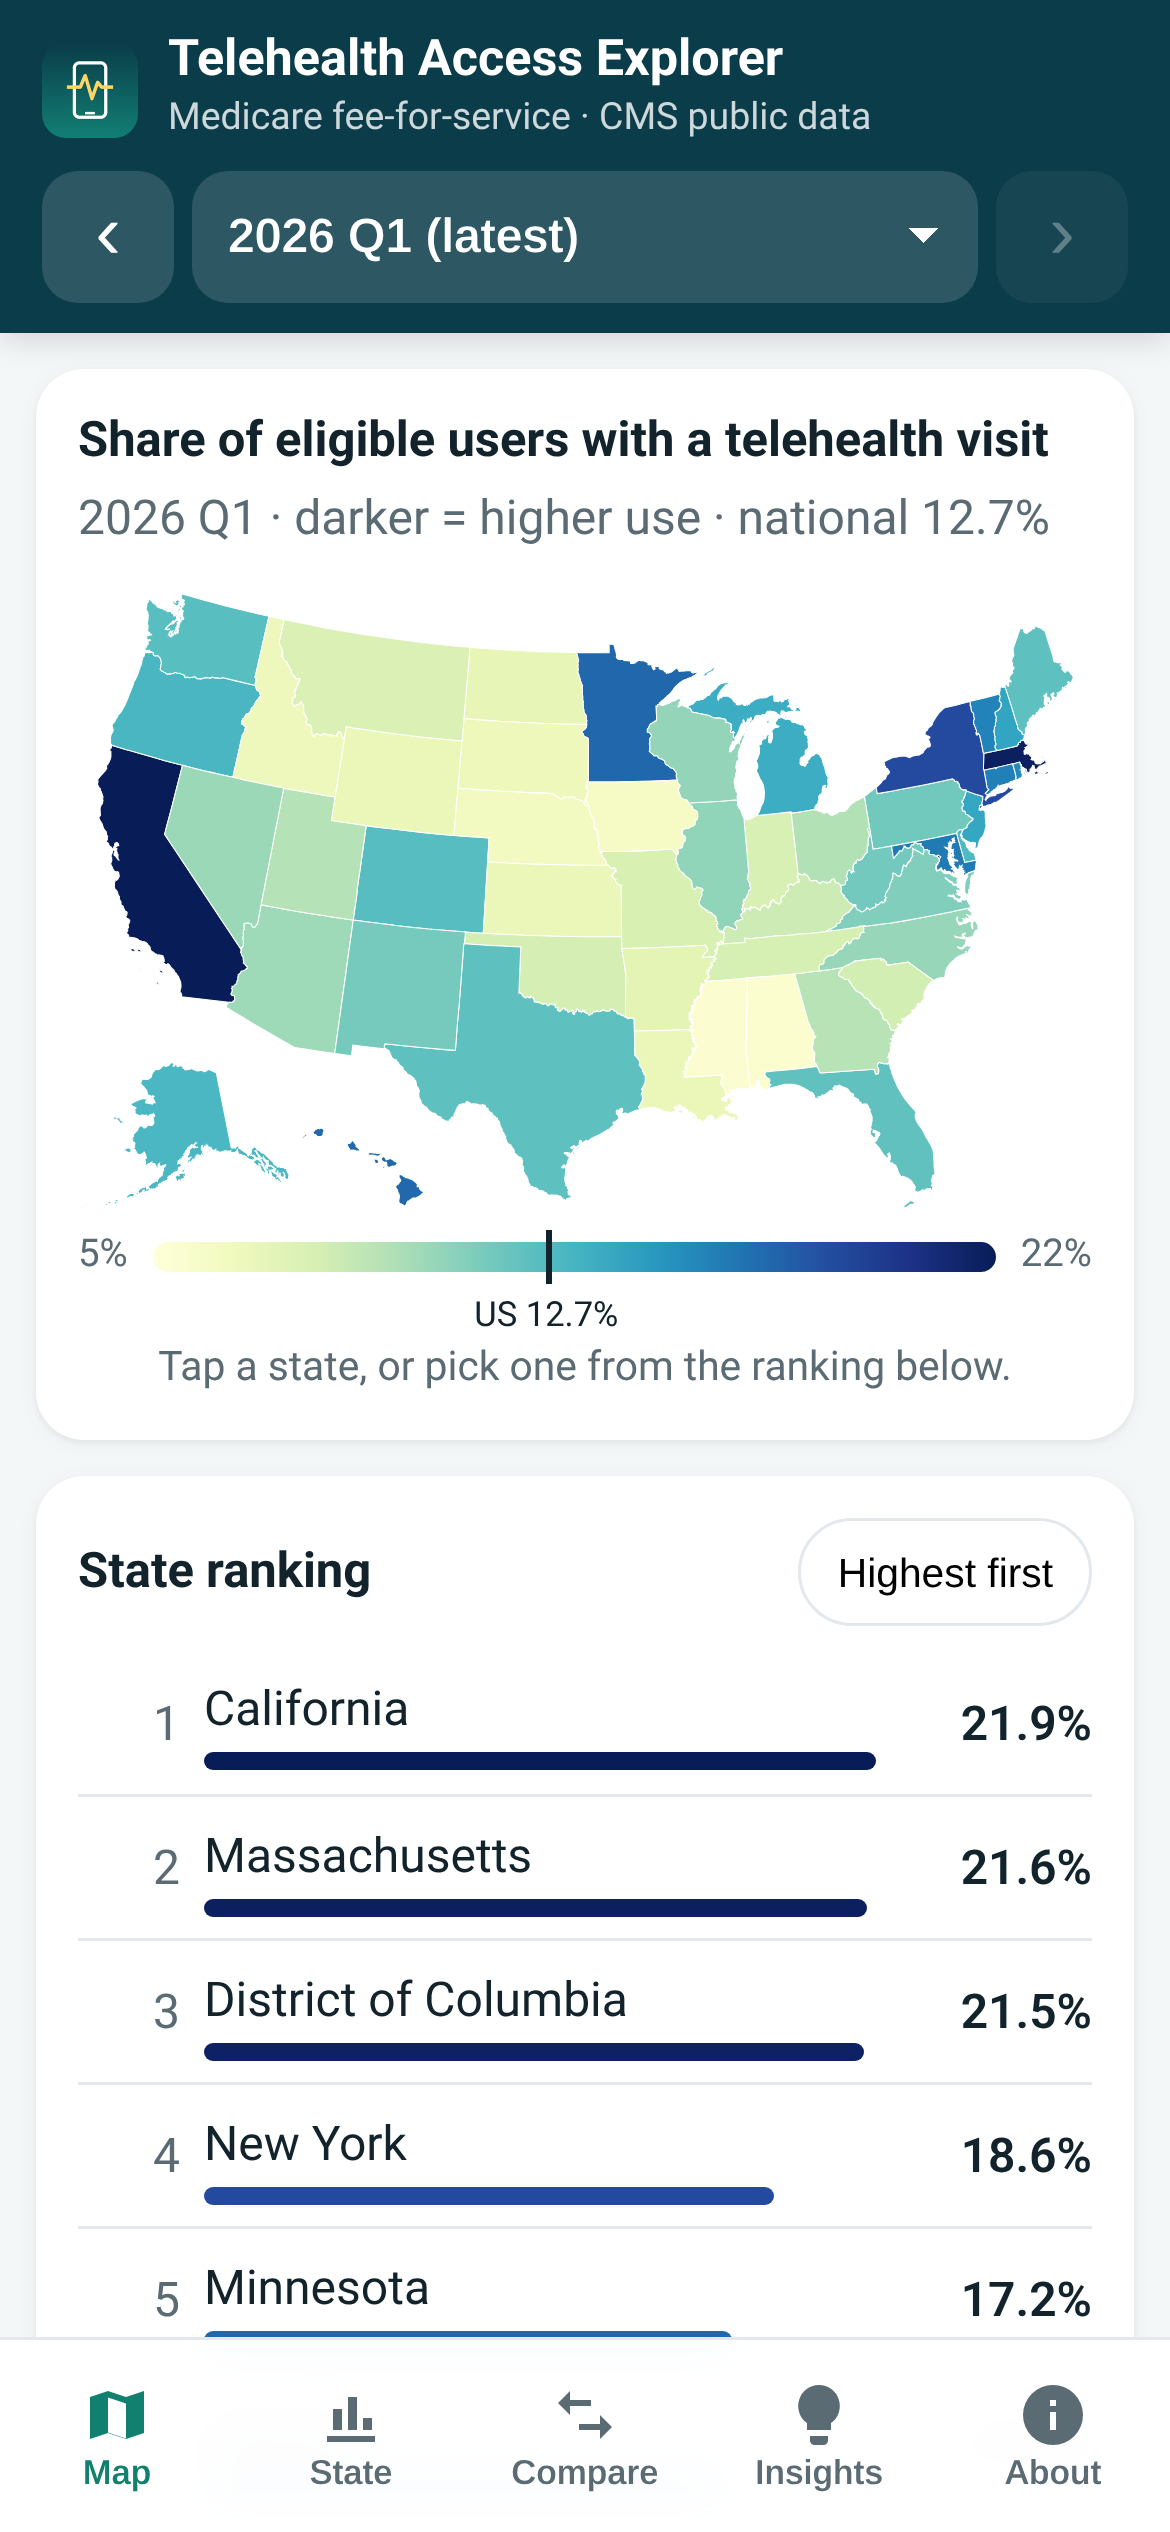 Telehealth Access Explorer
Medicare fee-for-service · CMS public data
‹ 2026 Q1 (latest) ›
Share of eligible users with a telehealth visit
2026 Q1 · darker = higher use · national 12.7%
5% 22%
US 12.7%
Tap a state, or pick one from the ranking below.
State ranking Highest first
1 California 21.9%
2 Massachusetts 21.6%
3 District of Columbia 21.5%
4 New York 18.6%
5 Minnesota 17.2%
Map State Compare Insights About